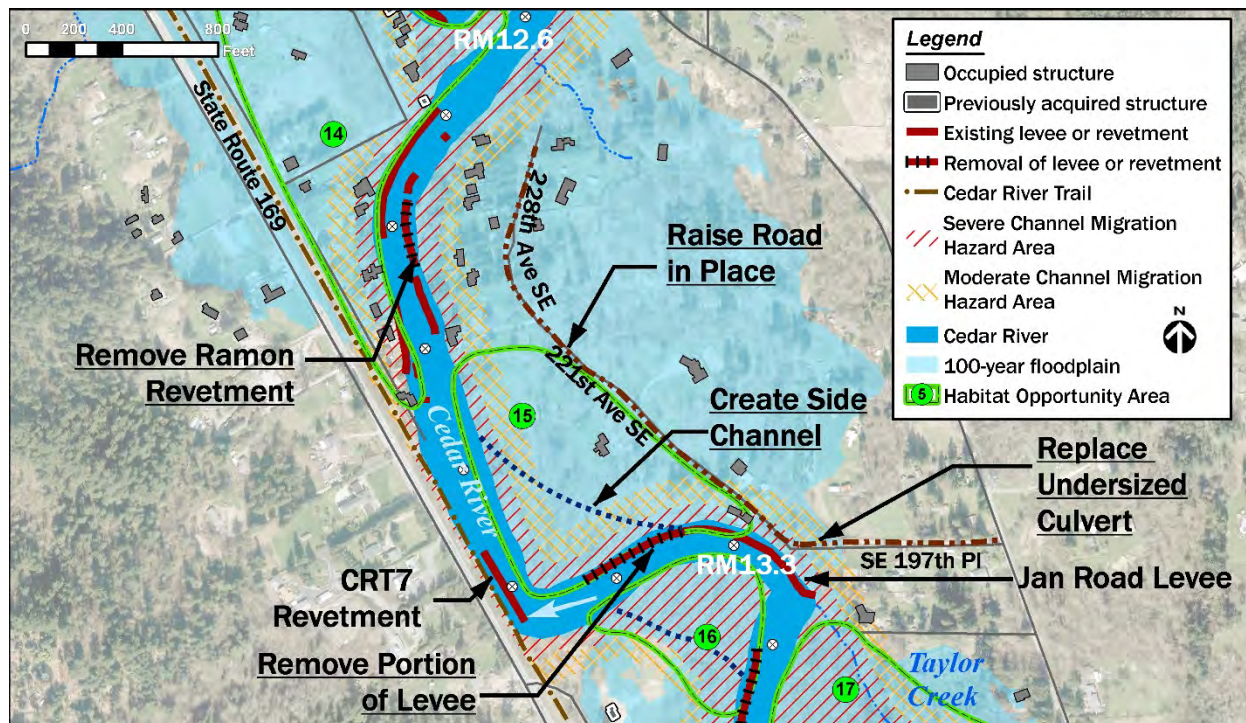 0 200 400 800
Feet
RM12.6
State Route 169
14
228th Ave SE
Raise Road
in Place
Remove Ramon
Revetment
221st Ave SE
15
Create Side
Channel
Cedar River
Replace
Undersized
Culvert
RM13.3
SE 197th Pl
Jan Road Levee
CRT7
Revetment
Remove Portion
of Levee
16
17
Taylor
Creek
Legend
Occupied structure
Previously acquired structure
Existing levee or revetment
Removal of levee or revetment
Cedar River Trail
Severe Channel Migration
Hazard Area
Moderate Channel Migration
Hazard Area
N
Cedar River
100-year floodplain
5 Habitat Opportunity Area